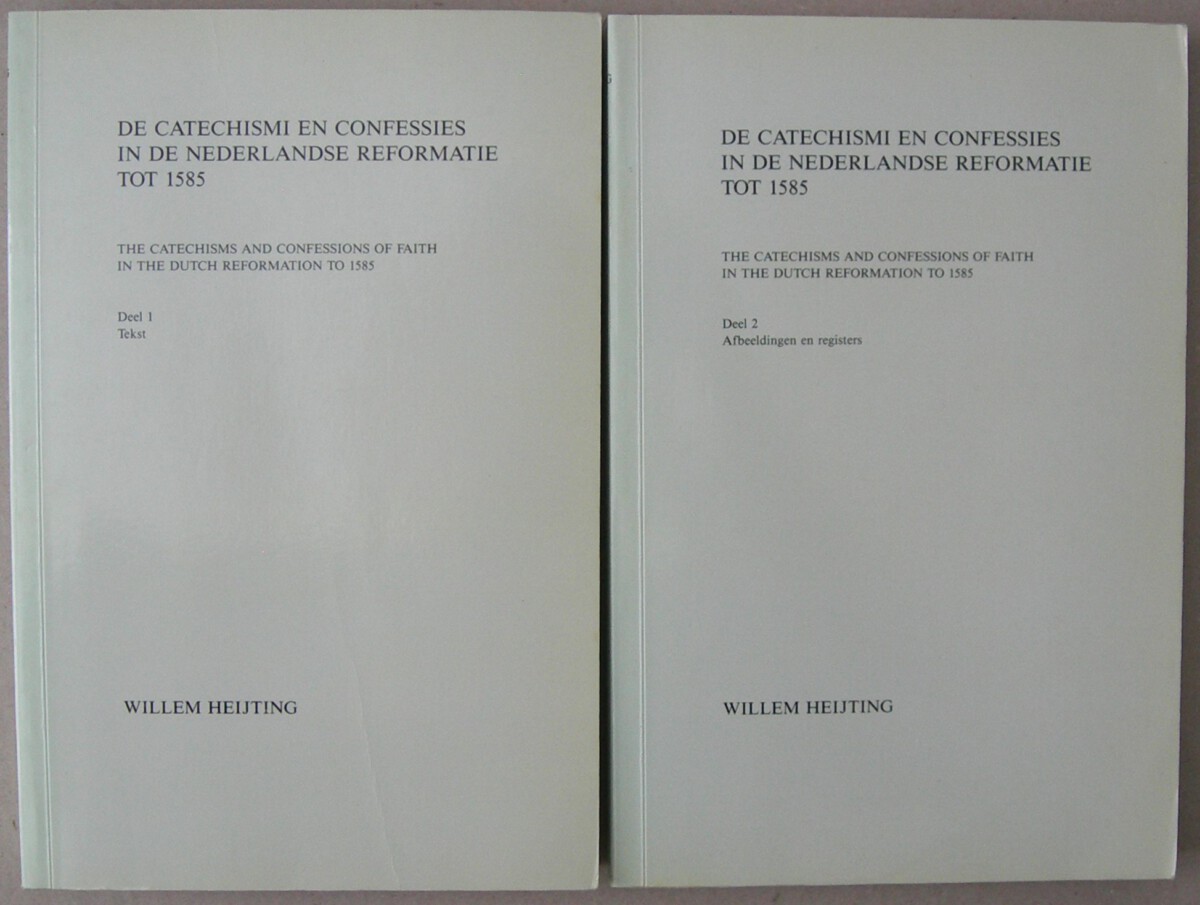 DE CATECHISMI EN CONFESSIES
IN DE NEDERLANDSE REFORMATIE
TOT 1585
THE CATECHISMS AND CONFESSIONS OF FAITH
IN THE DUTCH REFORMATION TO 1585
Deel 1
Tekst
WILLEM HEIJTING
DE CATECHISMI EN CONFESSIES
IN DE NEDERLANDSE REFORMATIE
TOT 1585
THE CATECHISMS AND CONFESSIONS OF FAITH
IN THE DUTCH REFORMATION TO 1585
Deel 2
Afbeeldingen en registers
WILLEM HEIJTING